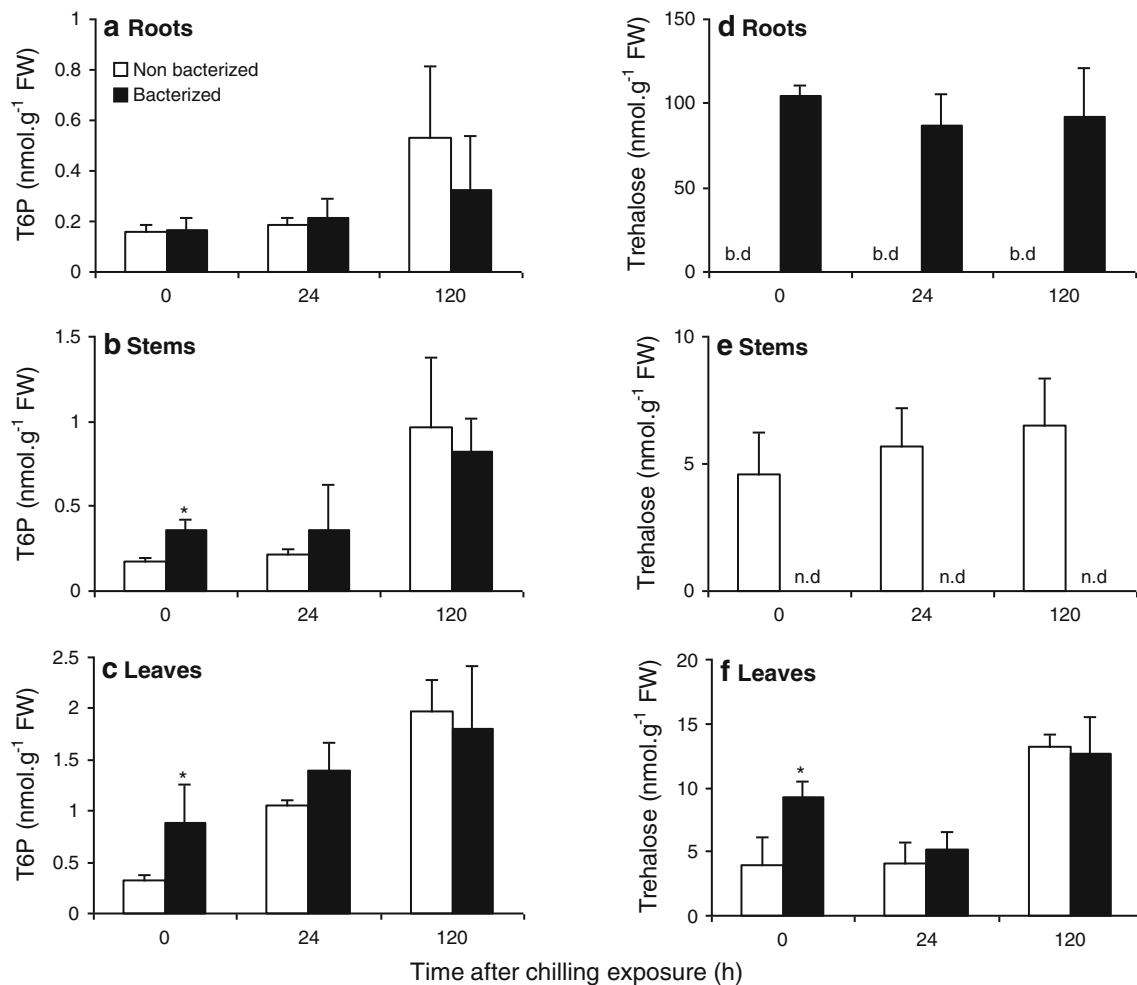 a Roots
Non bacterized
Bacterized
T6P (nmol.g⁻¹ FW)
1
0.8
0.6
0.4
0.2
0
0 24 120
d Roots
Trehalose (nmol.g⁻¹ FW)
150
100
50
0
b.d b.d b.d
0 24 120
b Stems
T6P (nmol.g⁻¹ FW)
1.5
1
0.5
0
*
0 24 120
e Stems
Trehalose (nmol.g⁻¹ FW)
10
5
0
n.d n.d n.d
0 24 120
c Leaves
T6P (nmol.g⁻¹ FW)
2.5
2
1.5
1
0.5
0
*
0 24 120
f Leaves
Trehalose (nmol.g⁻¹ FW)
20
15
10
5
0
*
0 24 120
Time after chilling exposure (h)